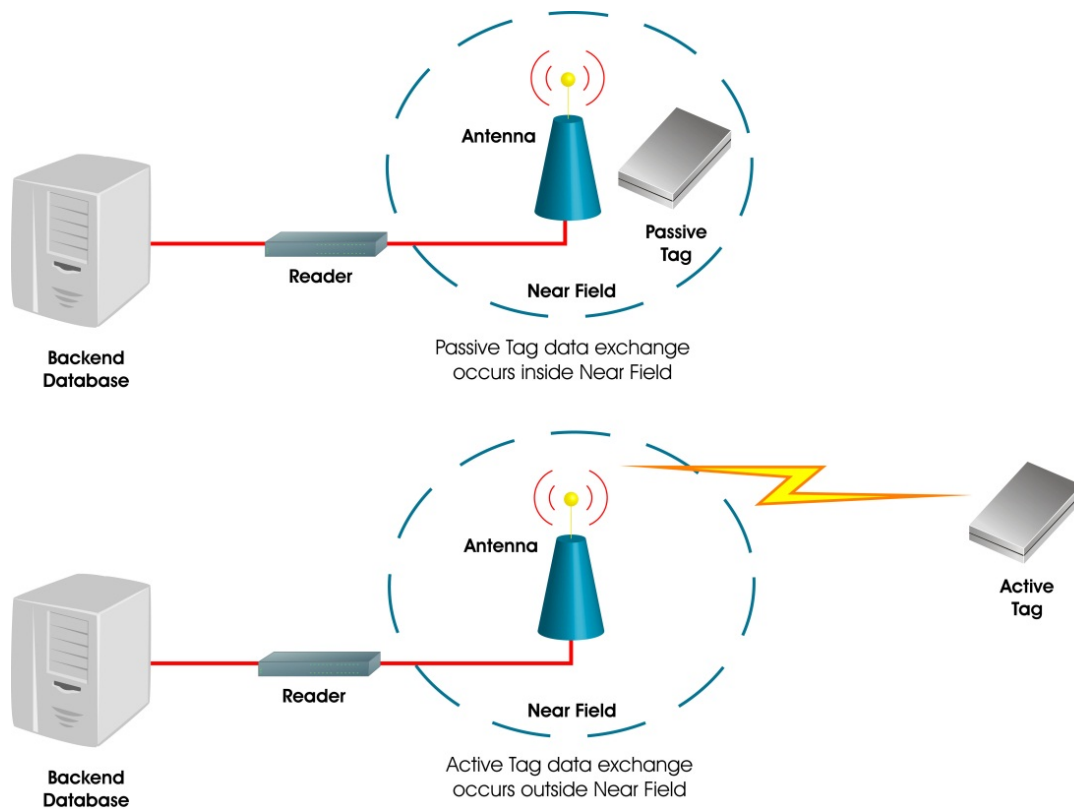 Antenna
Passive
Tag
Reader
Near Field
Backend
Database
Passive Tag data exchange
occurs inside Near Field
Antenna
Active
Tag
Reader
Near Field
Backend
Database
Active Tag data exchange
occurs outside Near Field